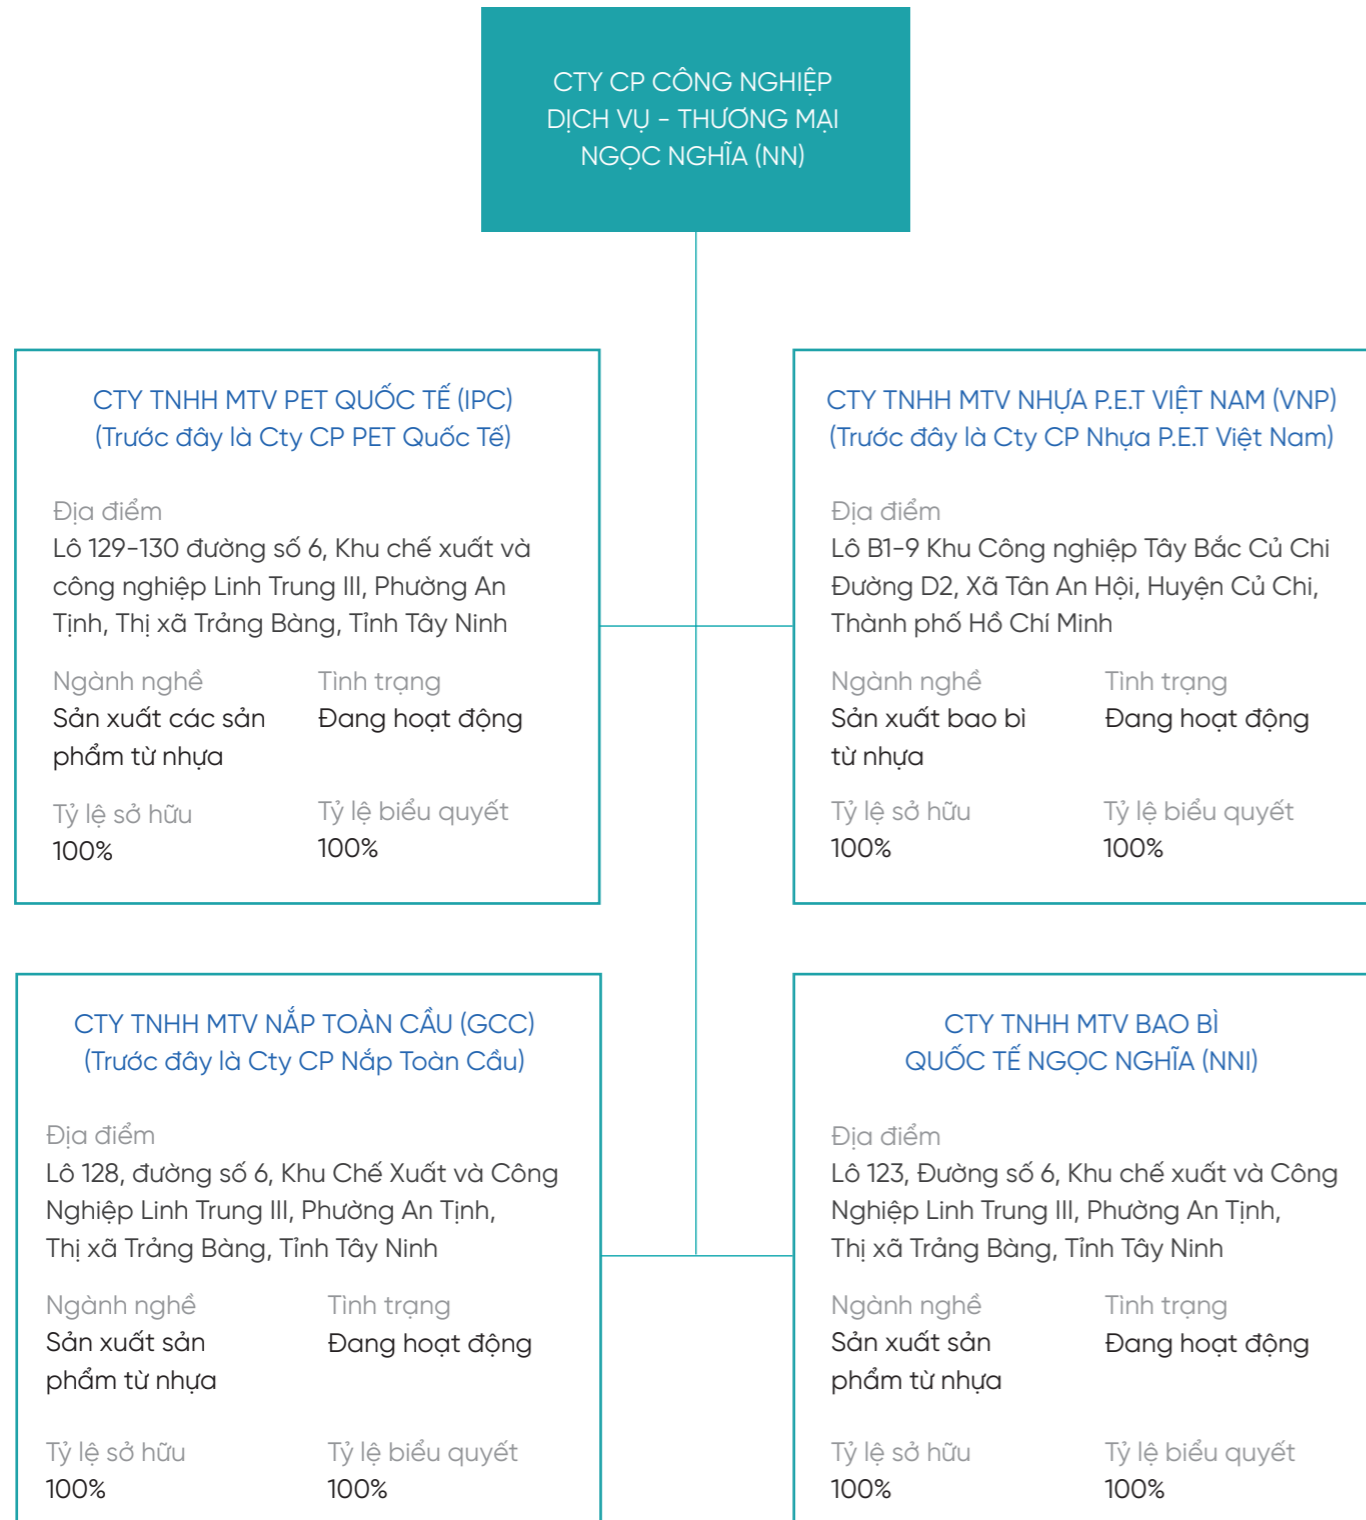 CTY CP CÔNG NGHIỆP
DỊCH VỤ - THƯƠNG MẠI
NGỌC NGHĨA (NN)
CTY TNHH MTV PET QUỐC TẾ (IPC)
(Trước đây là Cty CP PET Quốc Tế)
Địa điểm
Lô 129-130 đường số 6, Khu chế xuất và
công nghiệp Linh Trung III, Phường An
Tịnh, Thị xã Trảng Bàng, Tỉnh Tây Ninh
Ngành nghề
Tình trạng
Sản xuất các sản
Đang hoạt động
phẩm từ nhựa
Tỷ lệ sở hữu
Tỷ lệ biểu quyết
100%
100%
CTY TNHH MTV NHỰA P.E.T VIỆT NAM (VNP)
(Trước đây là Cty CP Nhựa P.E.T Việt Nam)
Địa điểm
Lô B1-9 Khu Công nghiệp Tây Bắc Củ Chi
Đường D2, Xã Tân An Hội, Huyện Củ Chi,
Thành phố Hồ Chí Minh
Ngành nghề
Tình trạng
Sản xuất bao bì
Đang hoạt động
từ nhựa
Tỷ lệ sở hữu
Tỷ lệ biểu quyết
100%
100%
CTY TNHH MTV NẮP TOÀN CẦU (GCC)
(Trước đây là Cty CP Nắp Toàn Cầu)
Địa điểm
Lô 128, đường số 6, Khu Chế Xuất và Công
Nghiệp Linh Trung III, Phường An Tịnh,
Thị xã Trảng Bàng, Tỉnh Tây Ninh
Ngành nghề
Tình trạng
Sản xuất sản
Đang hoạt động
phẩm từ nhựa
Tỷ lệ sở hữu
Tỷ lệ biểu quyết
100%
100%
CTY TNHH MTV BAO BÌ
QUỐC TẾ NGỌC NGHĨA (NNI)
Địa điểm
Lô 123, Đường số 6, Khu chế xuất và Công
Nghiệp Linh Trung III, Phường An Tịnh,
Thị xã Trảng Bàng, Tỉnh Tây Ninh
Ngành nghề
Tình trạng
Sản xuất sản
Đang hoạt động
phẩm từ nhựa
Tỷ lệ sở hữu
Tỷ lệ biểu quyết
100%
100%